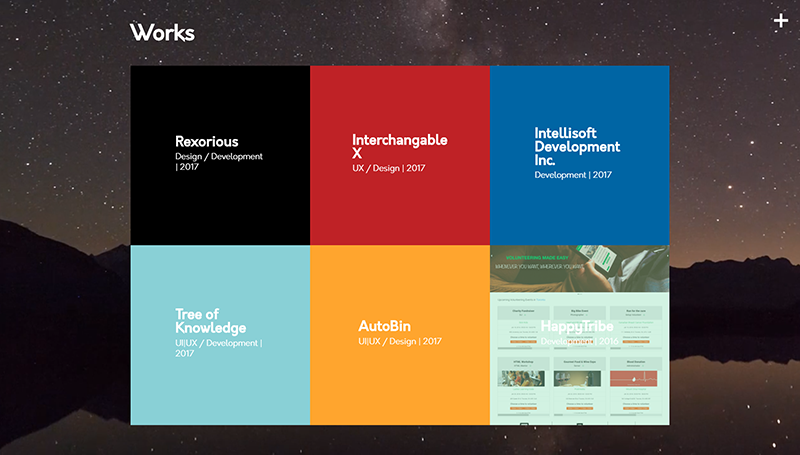 Works
Rexorious
Design / Development
| 2017
Interchangable
X
UX / Design | 2017
Intellisoft
Development
Inc.
Development | 2017
Tree of
Knowledge
UI|UX / Development |
2017
AutoBin
UI|UX / Design | 2017
VOLUNTEERING MADE EASY
WHENEVER YOU WANT, WHEREVER YOU WANT
HappyTribe
Development | 2016